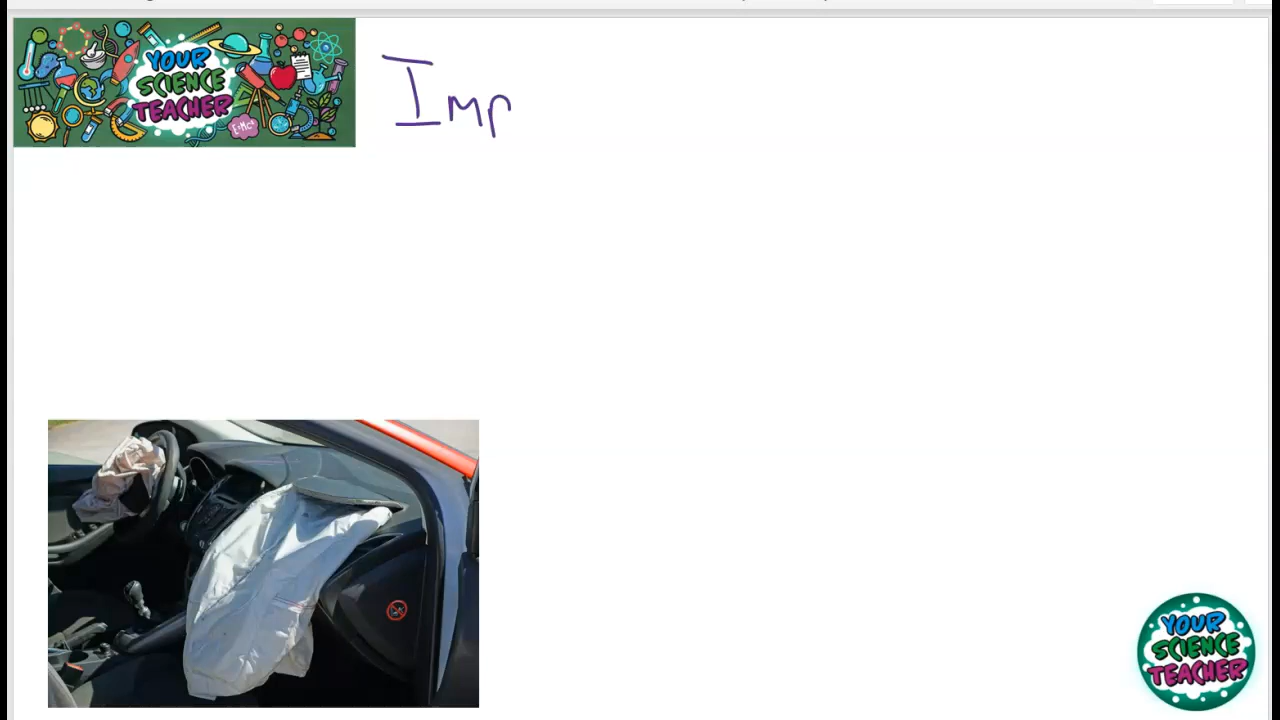 YOUR
SCIENCE
TEACHER
E=MC²
Imp
YOUR
SCIENCE
TEACHER